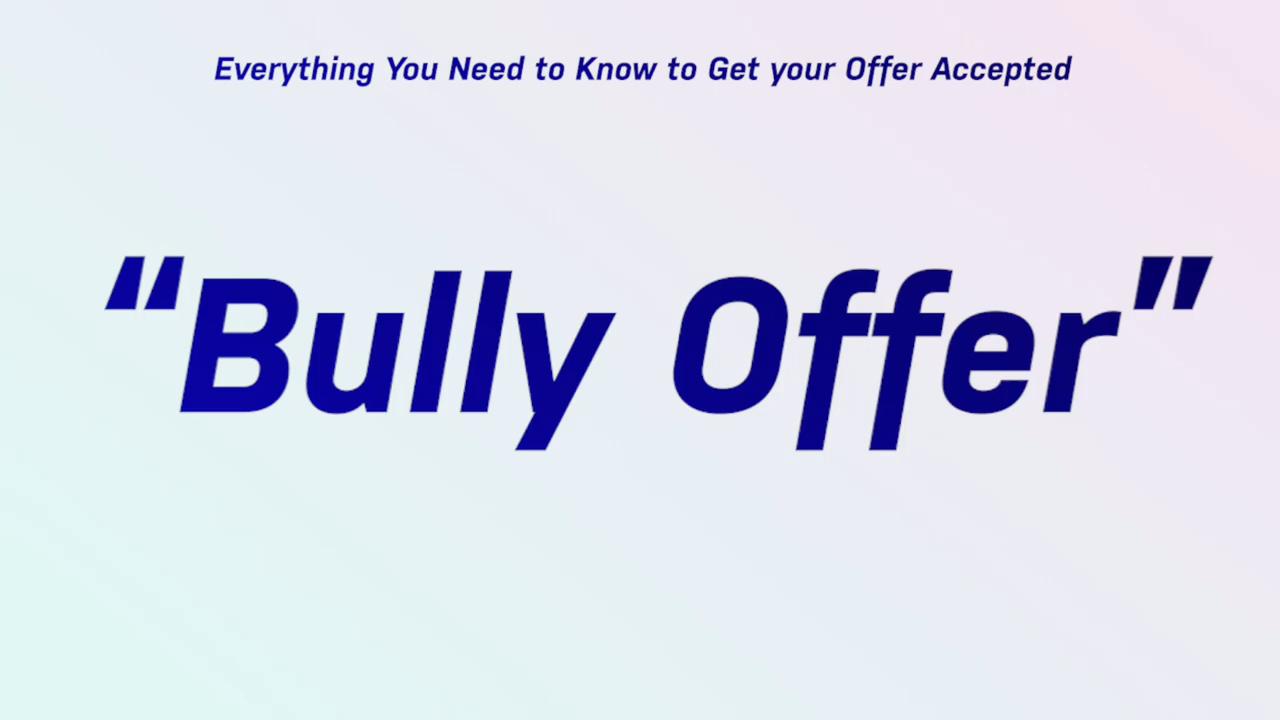 Everything You Need to Know to Get your Offer Accepted
“Bully Offer”